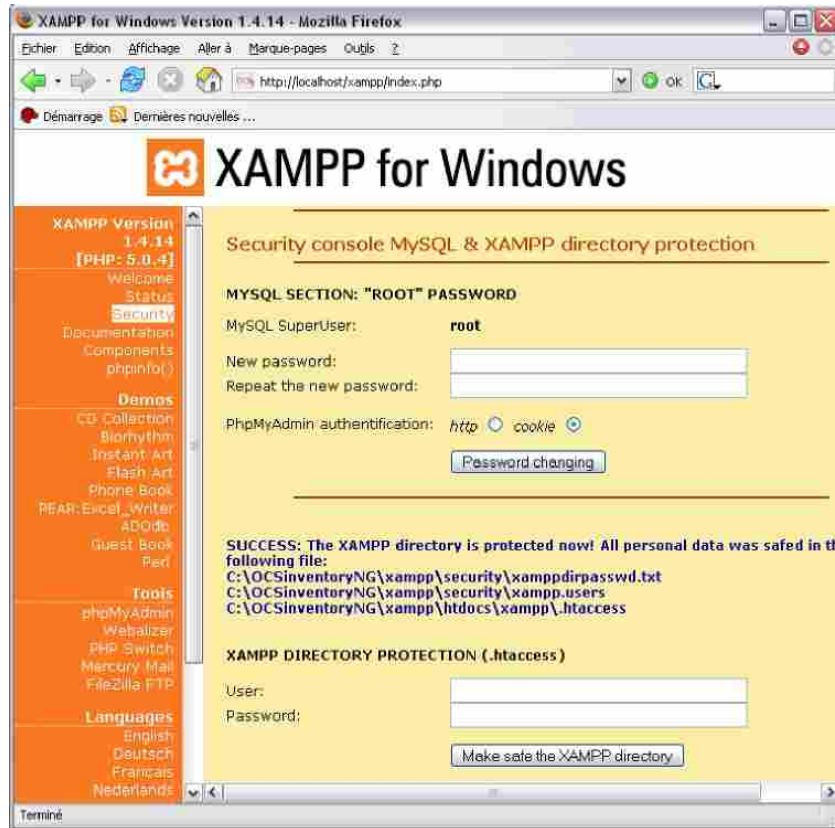 XAMPP for Windows Version 1.4.14 - Mozilla Firefox
Fichier Edition Affichage Aller à Marque-pages Outils ?
http://localhost/xampp/index.php OK
Démarrage Dernières nouvelles ...
XAMPP for Windows
XAMPP Version
1.4.14
[PHP: 5.0.4]
Welcome
Status
Security
Documentation
Components
phpinfo()
Demos
CD Collection
Biorhythm
Instant Art
Flash Art
Phone Book
PEAR:Excel_Writer
ADOdb
Guest Book
Perl
Tools
phpMyAdmin
Webalizer
PHP Switch
Mercury Mail
FileZilla FTP
Languages
English
Deutsch
Francais
Nederlands
Security console MySQL & XAMPP directory protection
MYSQL SECTION: "ROOT" PASSWORD
MySQL SuperUser: root
New password:
Repeat the new password:
PhpMyAdmin authentification: http cookie
Password changing
SUCCESS: The XAMPP directory is protected now! All personal data was safed in th
following file:
C:\OCSinventoryNG\xampp\security\xamppdirpasswd.txt
C:\OCSinventoryNG\xampp\security\xampp.users
C:\OCSinventoryNG\xampp\htdocs\xampp\.htaccess
XAMPP DIRECTORY PROTECTION (.htaccess)
User:
Password:
Make safe the XAMPP directory
Terminé